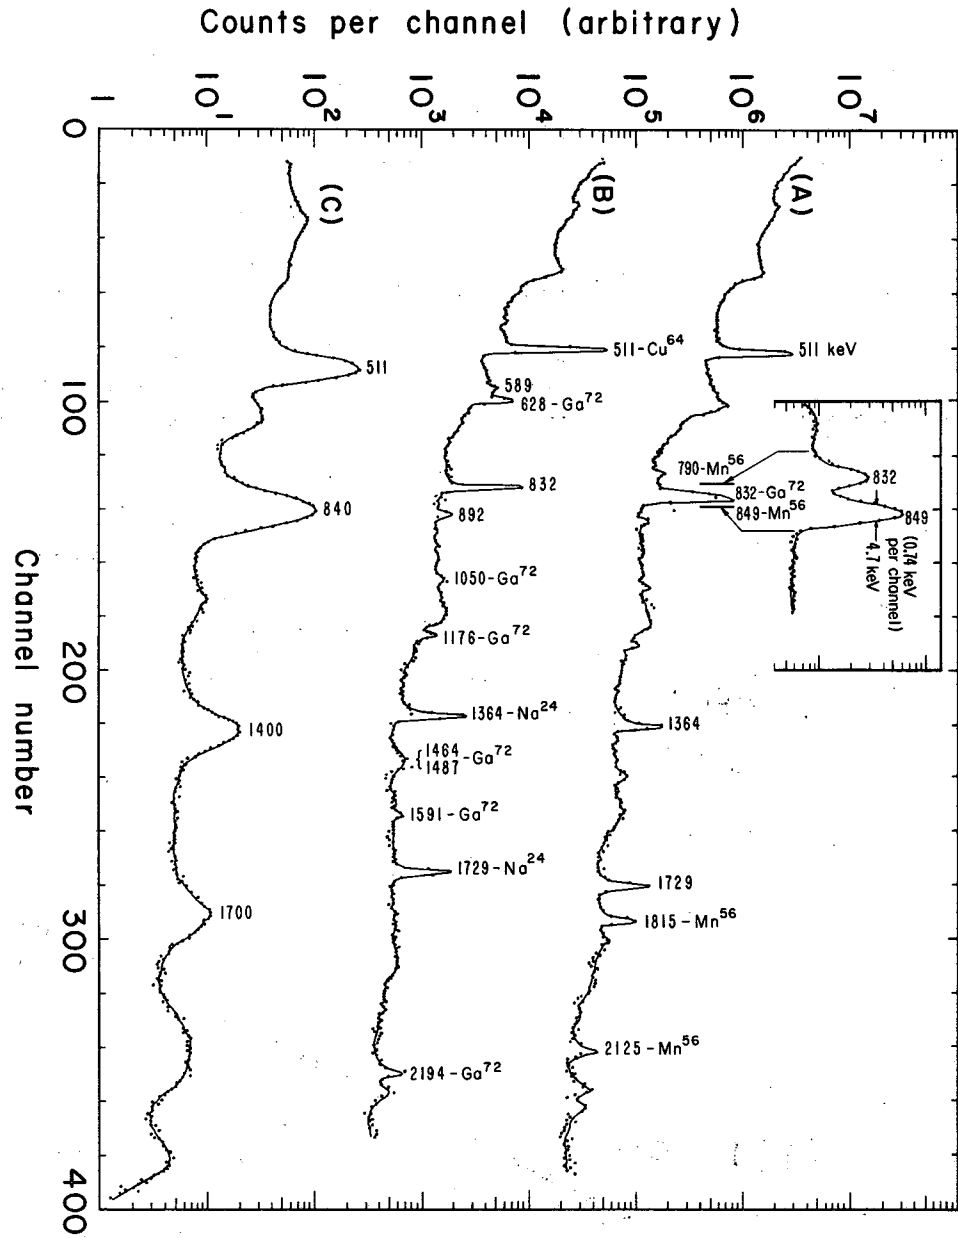 Counts per channel (arbitrary)
1
10¹
10²
10³
10⁴
10⁵
10⁶
10⁷
0
100
200
300
400
Channel number
(A)
511 keV
790-Mn⁵⁶
832-Ga⁷²
849-Mn⁵⁶
1364
1729
1815-Mn⁵⁶
2125-Mn⁵⁶
832
849
4.7 keV
(0.74 keV
per channel)
(B)
511-Cu⁶⁴
589
628-Ga⁷²
832
892
1050-Ga⁷²
1176-Ga⁷²
1364-Na²⁴
1464
1487
-Ga⁷²
1591-Ga⁷²
1729-Na²⁴
2194-Ga⁷²
(C)
511
840
1400
1700